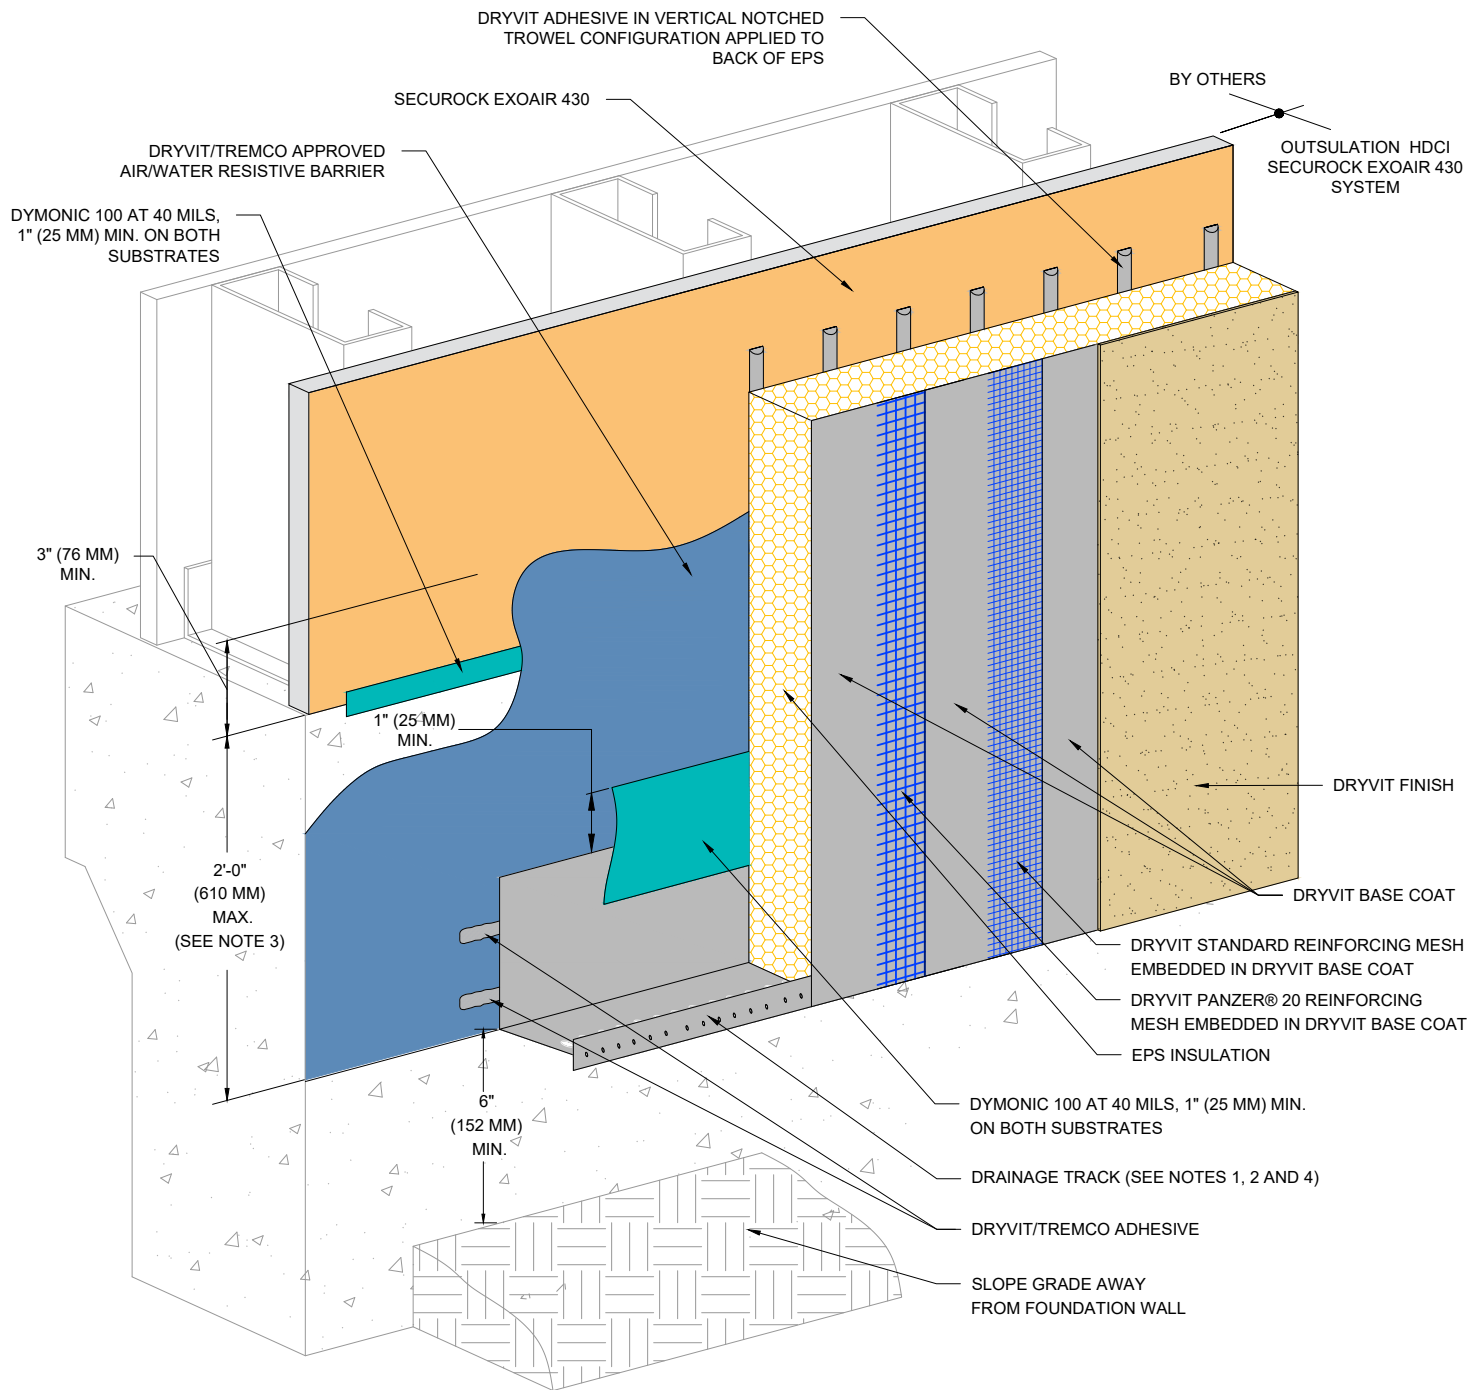 DRYVIT ADHESIVE IN VERTICAL NOTCHED
TROWEL CONFIGURATION APPLIED TO
BACK OF EPS
BY OTHERS
SECUROCK EXOAIR 430
OUTSULATION HDCI
SECUROCK EXOAIR 430
SYSTEM
DRYVIT/TREMCO APPROVED
AIR/WATER RESISTIVE BARRIER
DYMONIC 100 AT 40 MILS,
1" (25 MM) MIN. ON BOTH
SUBSTRATES
3" (76 MM)
MIN.
1" (25 MM)
MIN.
2'-0"
(610 MM)
MAX.
(SEE NOTE 3)
6"
(152 MM)
MIN.
DRYVIT FINISH
DRYVIT BASE COAT
DRYVIT STANDARD REINFORCING MESH
EMBEDDED IN DRYVIT BASE COAT
DRYVIT PANZER® 20 REINFORCING
MESH EMBEDDED IN DRYVIT BASE COAT
EPS INSULATION
DYMONIC 100 AT 40 MILS, 1" (25 MM) MIN.
ON BOTH SUBSTRATES
DRAINAGE TRACK (SEE NOTES 1, 2 AND 4)
DRYVIT/TREMCO ADHESIVE
SLOPE GRADE AWAY
FROM FOUNDATION WALL